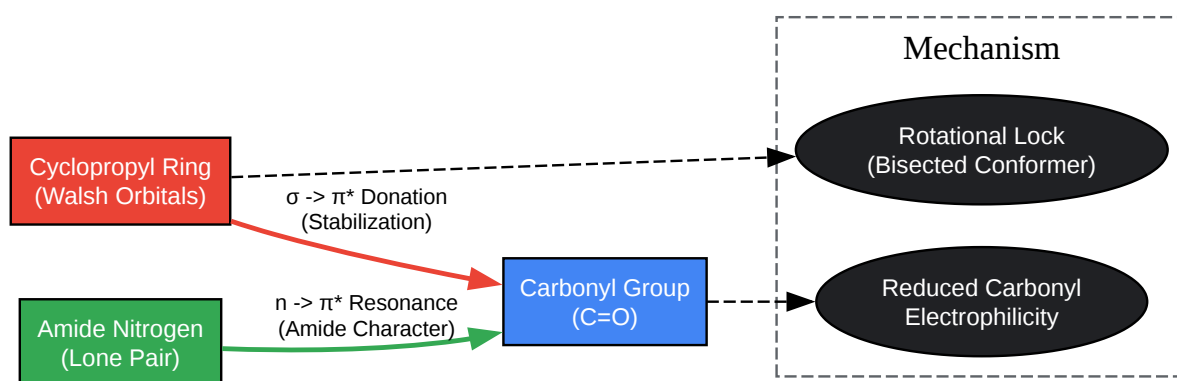 Mechanism
Cyclopropyl Ring
(Walsh Orbitals)
Rotational Lock
(Bisected Conformer)
σ -> π* Donation
(Stabilization)
Carbonyl Group
(C=O)
Reduced Carbonyl
Electrophilicity
n -> π* Resonance
(Amide Character)
Amide Nitrogen
(Lone Pair)